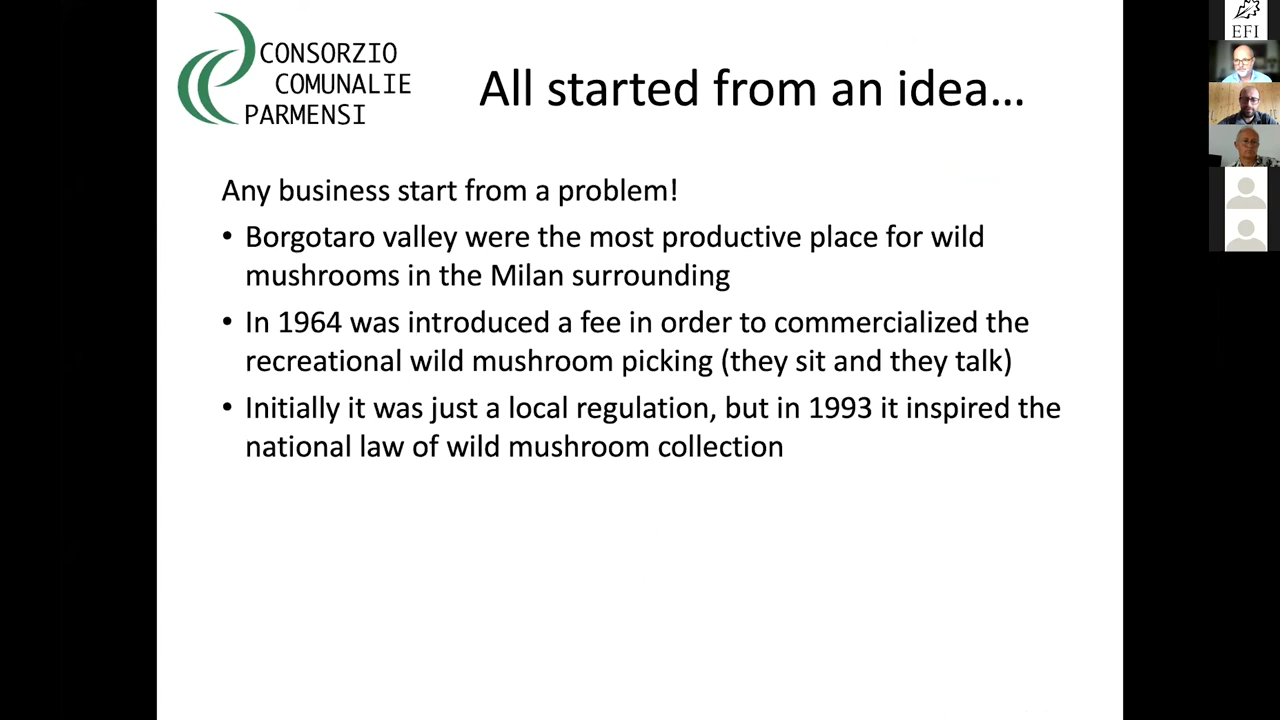 CONSORZIO
COMUNALIE
PARMENSI
All started from an idea...
Any business start from a problem!
• Borgotaro valley were the most productive place for wild
mushrooms in the Milan surrounding
• In 1964 was introduced a fee in order to commercialized the
recreational wild mushroom picking (they sit and they talk)
• Initially it was just a local regulation, but in 1993 it inspired the
national law of wild mushroom collection
EFI